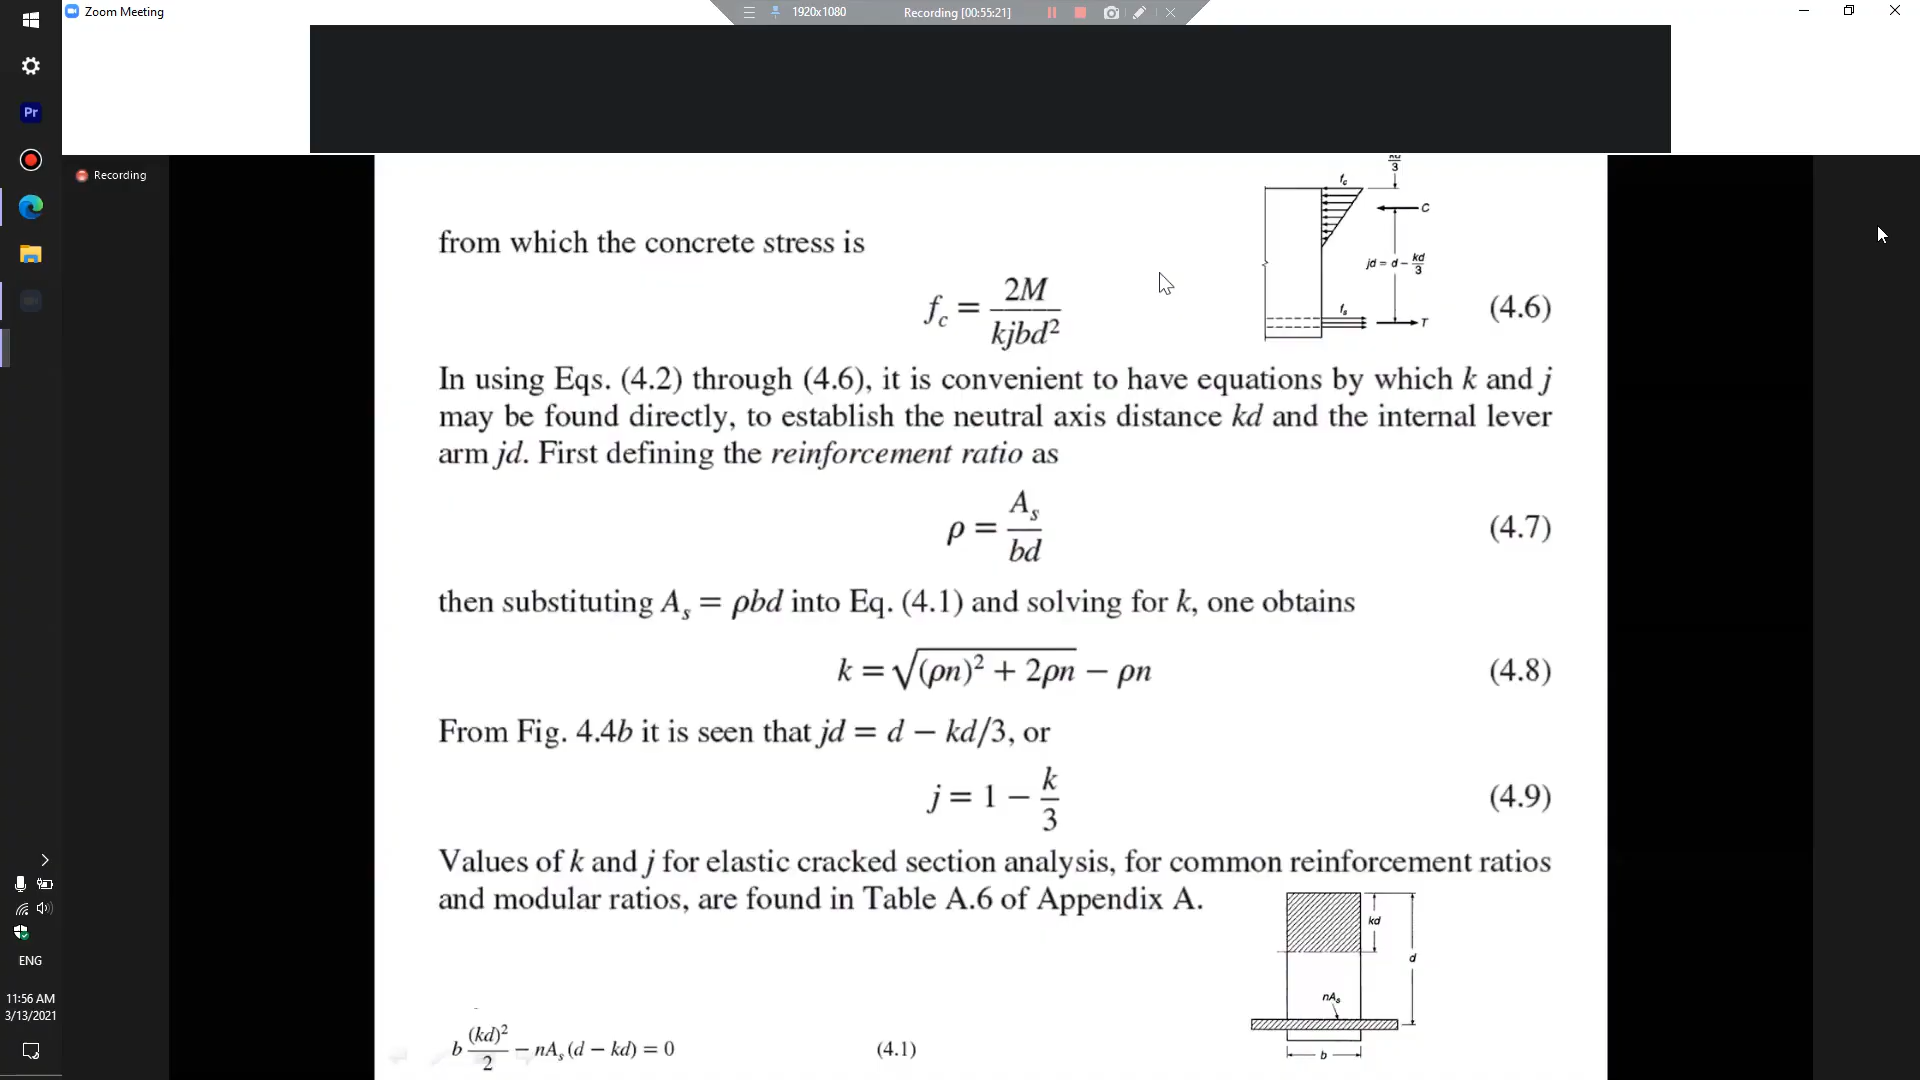 Zoom Meeting
1920x1080
Recording [00:55:21]
Pr
Recording
kd
3
f_c
C
from which the concrete stress is
f_c = 2M / kjbd² (4.6)
jd = d − kd/3
f_s
T
In using Eqs. (4.2) through (4.6), it is convenient to have equations by which k and j
may be found directly, to establish the neutral axis distance kd and the internal lever
arm jd. First defining the reinforcement ratio as
ρ = A_s / bd (4.7)
then substituting A_s = ρbd into Eq. (4.1) and solving for k, one obtains
k = √(ρn)² + 2ρn − ρn (4.8)
From Fig. 4.4b it is seen that jd = d − kd/3, or
j = 1 − k/3 (4.9)
Values of k and j for elastic cracked section analysis, for common reinforcement ratios
and modular ratios, are found in Table A.6 of Appendix A.
kd
d
nA_s
b
b (kd)²/2 − nA_s (d − kd) = 0 (4.1)
ENG
11:56 AM
3/13/2021